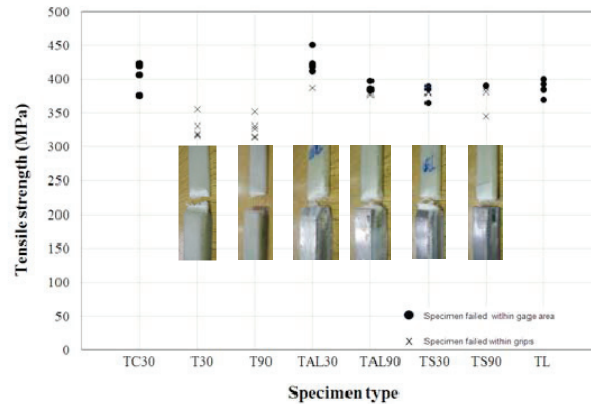 500
450
400
350
300
250
200
150
100
50
0
Tensile strength (MPa)
Specimen failed within gage area
Specimen failed within grips
TC30 T30 T90 TAL30 TAL90 TS30 TS90 TL
Specimen type